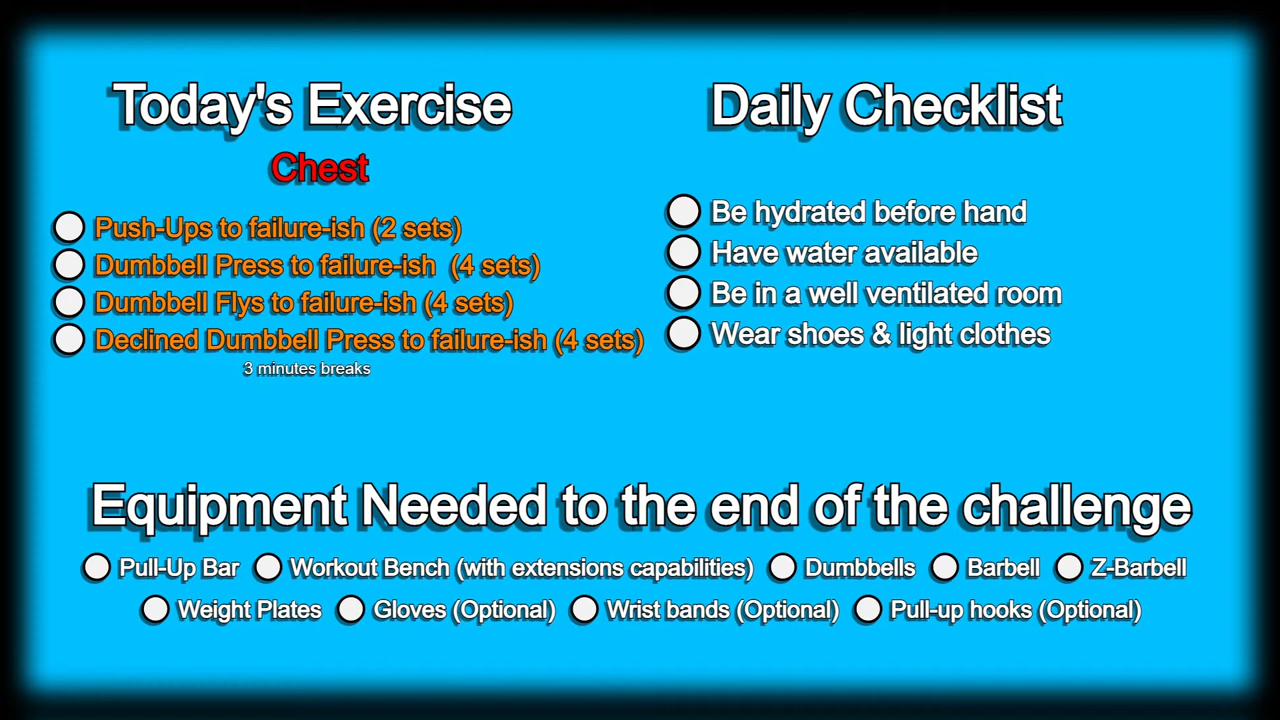 Today's Exercise
Chest
Push-Ups to failure-ish (2 sets)
Dumbbell Press to failure-ish (4 sets)
Dumbbell Flys to failure-ish (4 sets)
Declined Dumbbell Press to failure-ish (4 sets)
3 minutes breaks
Daily Checklist
Be hydrated before hand
Have water available
Be in a well ventilated room
Wear shoes & light clothes
Equipment Needed to the end of the challenge
Pull-Up Bar Workout Bench (with extensions capabilities) Dumbbells Barbell Z-Barbell
Weight Plates Gloves (Optional) Wrist bands (Optional) Pull-up hooks (Optional)